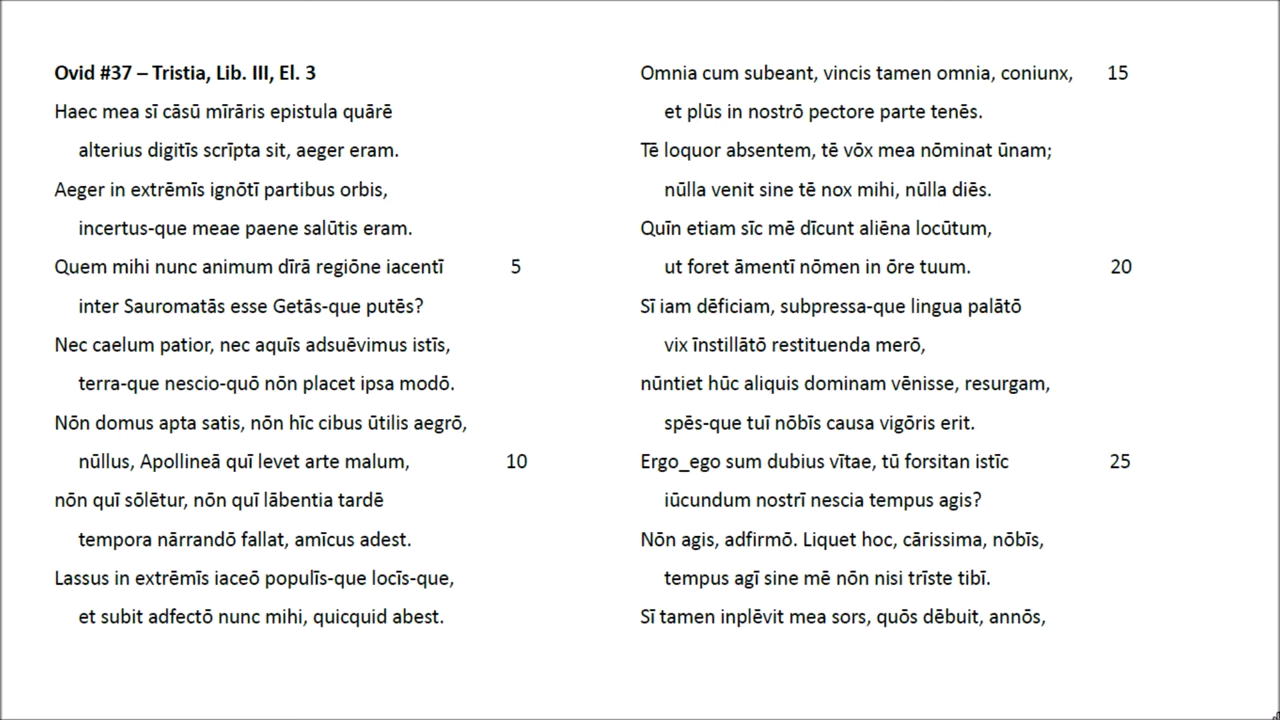 Ovid #37 – Tristia, Lib. III, El. 3
Haec mea sī cāsū mīrāris epistula quārē
alterius digitīs scrīpta sit, aeger eram.
Aeger in extrēmīs ignōtī partibus orbis,
incertus-que meae paene salūtis eram.
Quem mihi nunc animum dīrā regiōne iacentī 5
inter Sauromatās esse Getās-que putēs?
Nec caelum patior, nec aquīs adsuēvimus istīs,
terra-que nescio-quō nōn placet ipsa modō.
Nōn domus apta satis, nōn hīc cibus ūtilis aegrō,
nūllus, Apollineā quī levet arte malum, 10
nōn quī sōlētur, nōn quī lābentia tardē
tempora nārrandō fallat, amīcus adest.
Lassus in extrēmīs iaceō populīs-que locīs-que,
et subit adfectō nunc mihi, quicquid abest.
Omnia cum subeant, vincis tamen omnia, coniunx, 15
et plūs in nostrō pectore parte tenēs.
Tē loquor absentem, tē vōx mea nōminat ūnam;
nūlla venit sine tē nox mihi, nūlla diēs.
Quīn etiam sīc mē dīcunt aliēna locūtum,
ut foret āmentī nōmen in ōre tuum. 20
Sī iam dēficiam, subpressa-que lingua palātō
vix īnstillātō restituenda merō,
nūntiet hūc aliquis dominam vēnisse, resurgam,
spēs-que tuī nōbīs causa vigōris erit.
Ergo_ego sum dubius vītae, tū forsitan istīc 25
iūcundum nostrī nescia tempus agis?
Nōn agis, adfirmō. Liquet hoc, cārissima, nōbīs,
tempus agī sine mē nōn nisi trīste tibī.
Sī tamen inplēvit mea sors, quōs dēbuit, annōs,